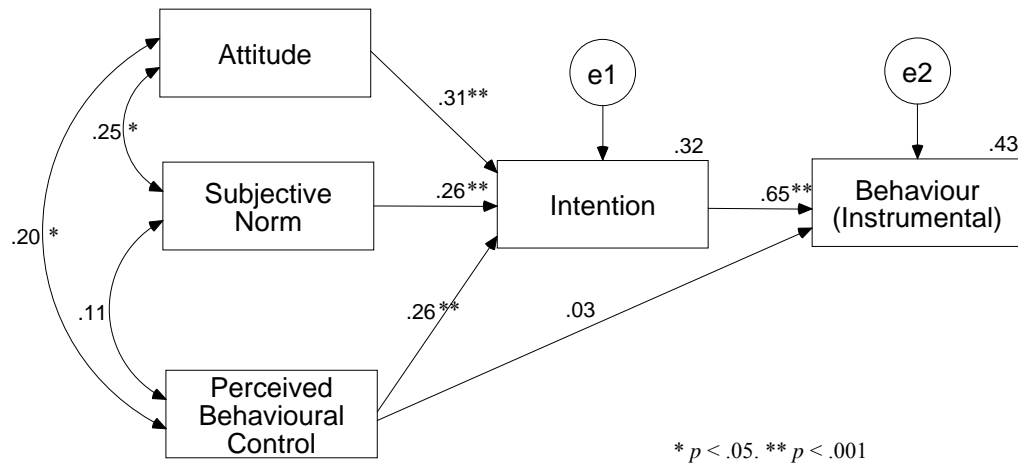 Attitude
e1
e2
.31**
.25 *
.32
.43
Subjective
Norm
.26**
Intention
.65**
Behaviour
(Instrumental)
.20 *
.11
.26**
.03
Perceived
Behavioural
Control
* p < .05. ** p < .001